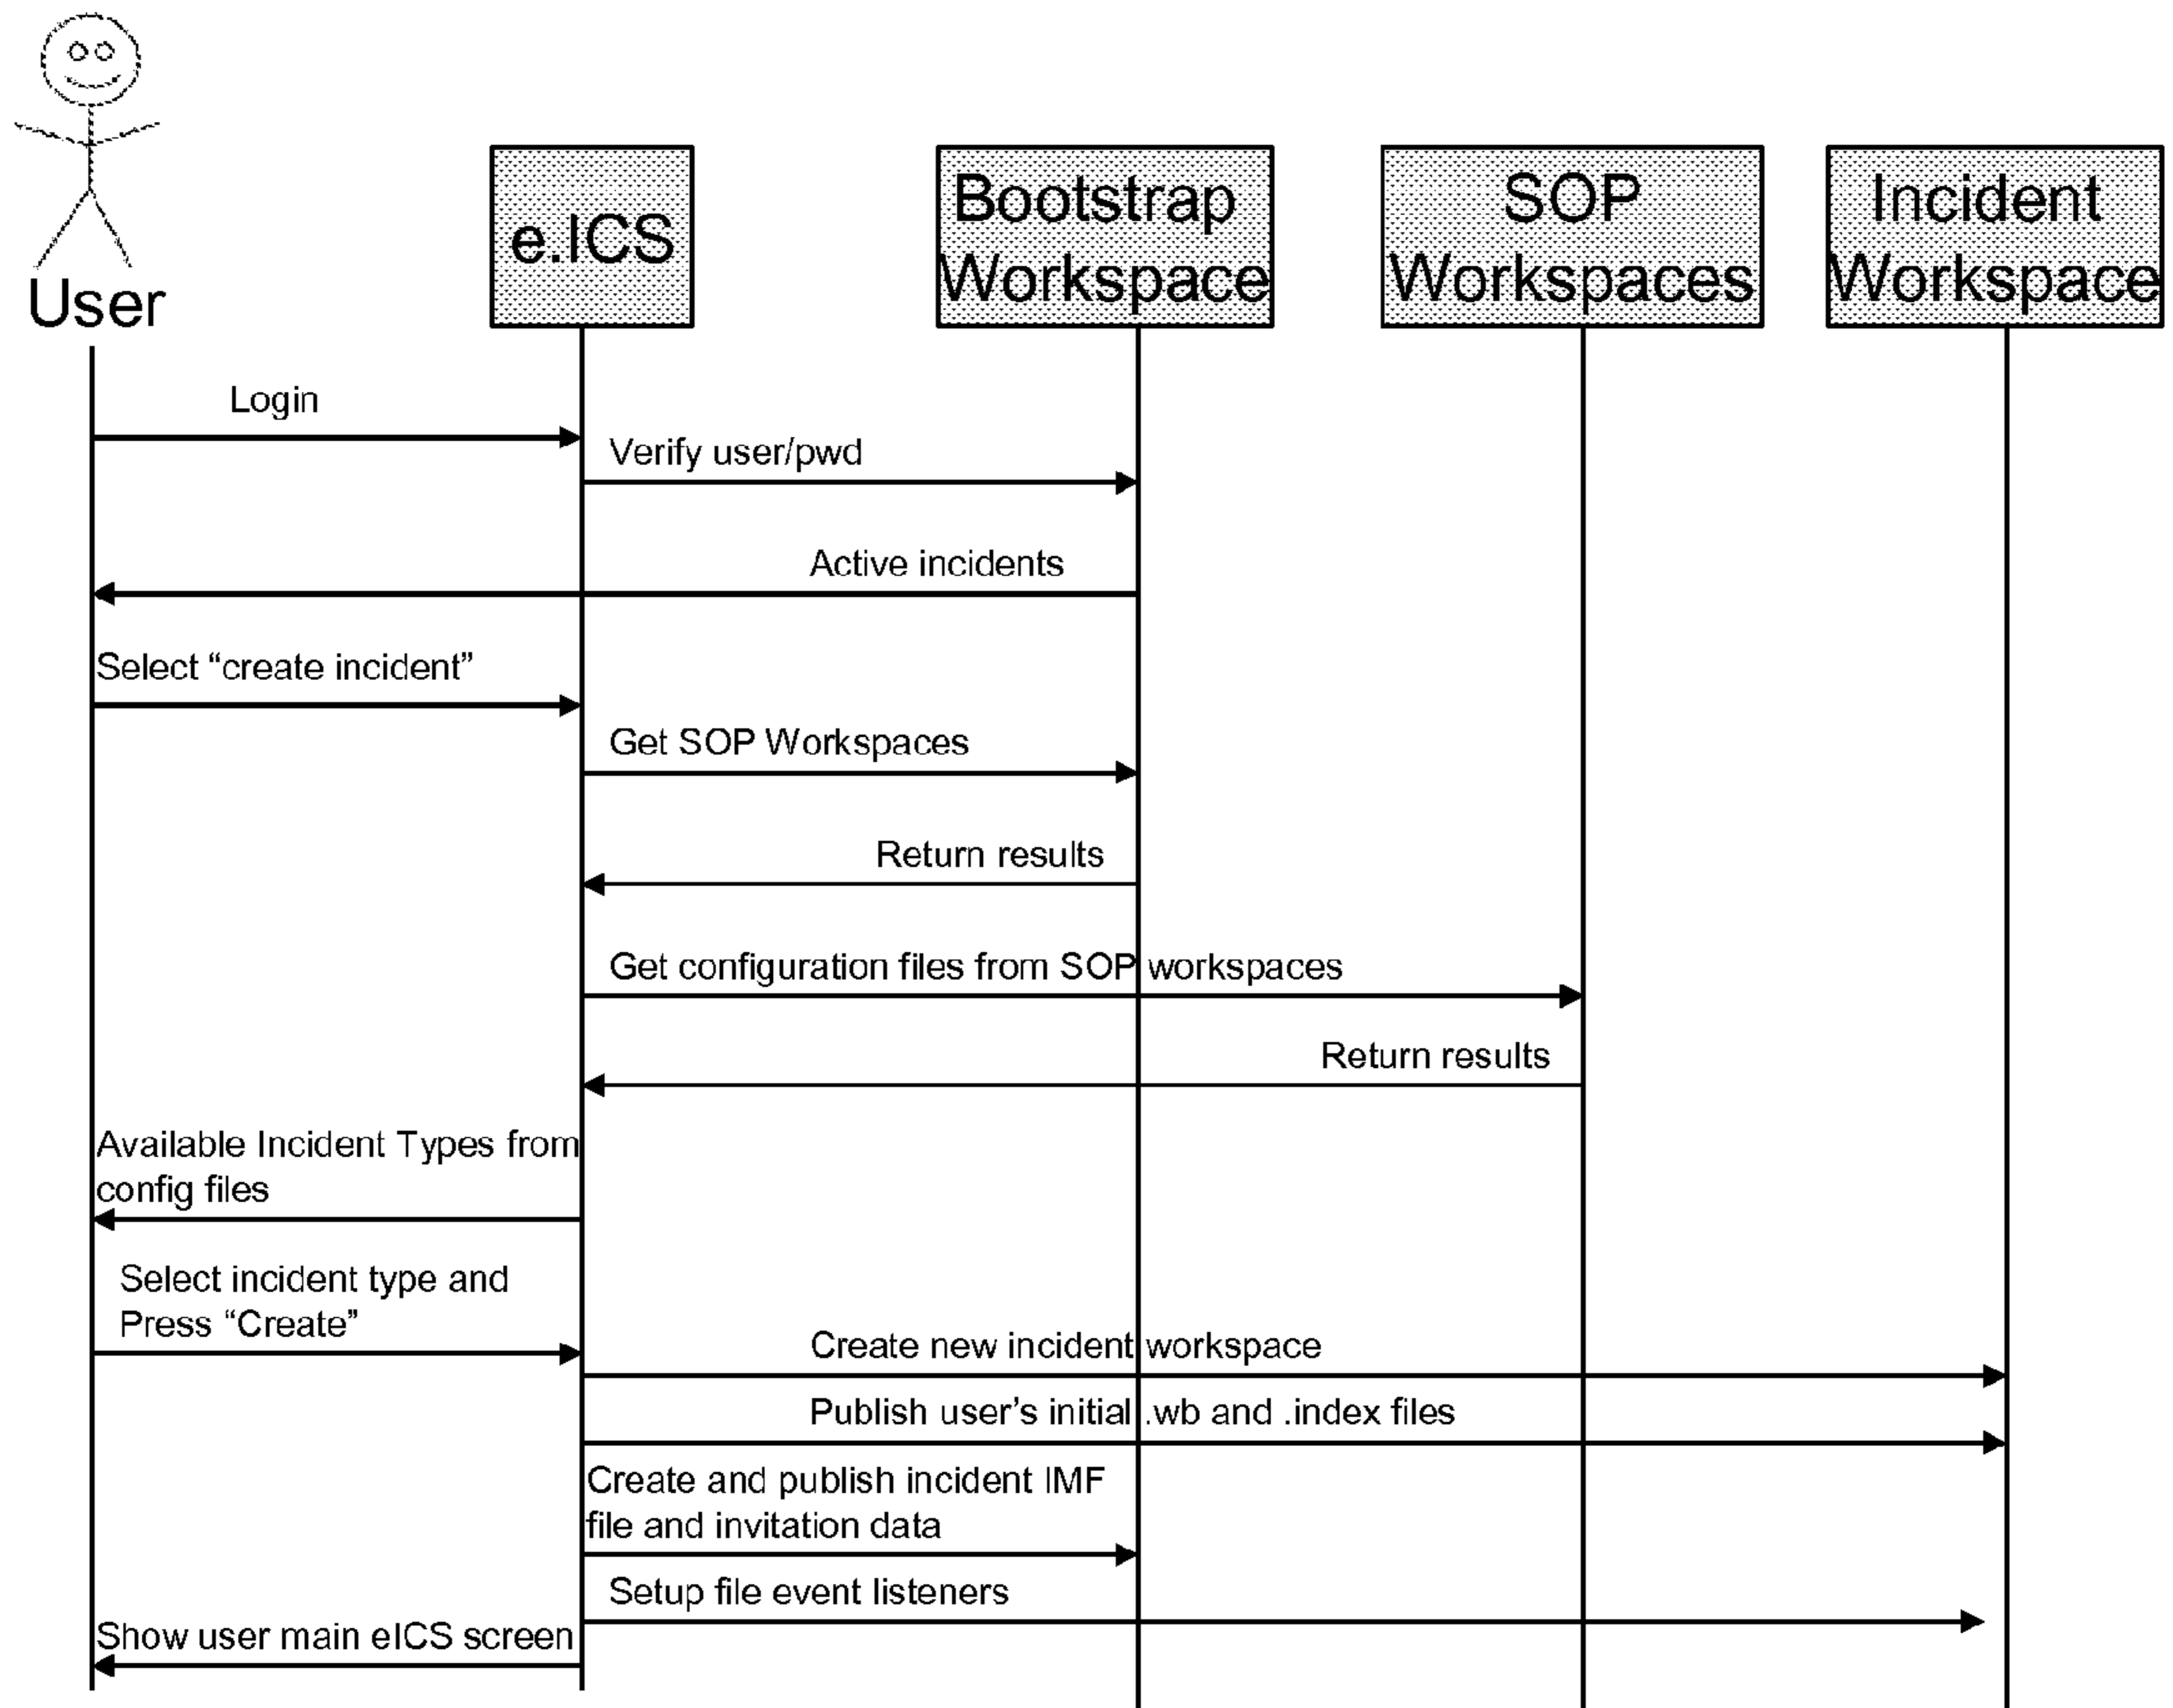 User
e.ICS
Bootstrap
Workspace
SOP
Workspaces
Incident
Workspace
Login
Verify user/pwd
Active incidents
Select “create incident”
Get SOP Workspaces
Return results
Get configuration files from SOP workspaces
Return results
Available Incident Types from
config files
Select incident type and
Press “Create”
Create new incident workspace
Publish user’s initial .wb and .index files
Create and publish incident IMF
file and invitation data
Setup file event listeners
Show user main eICS screen